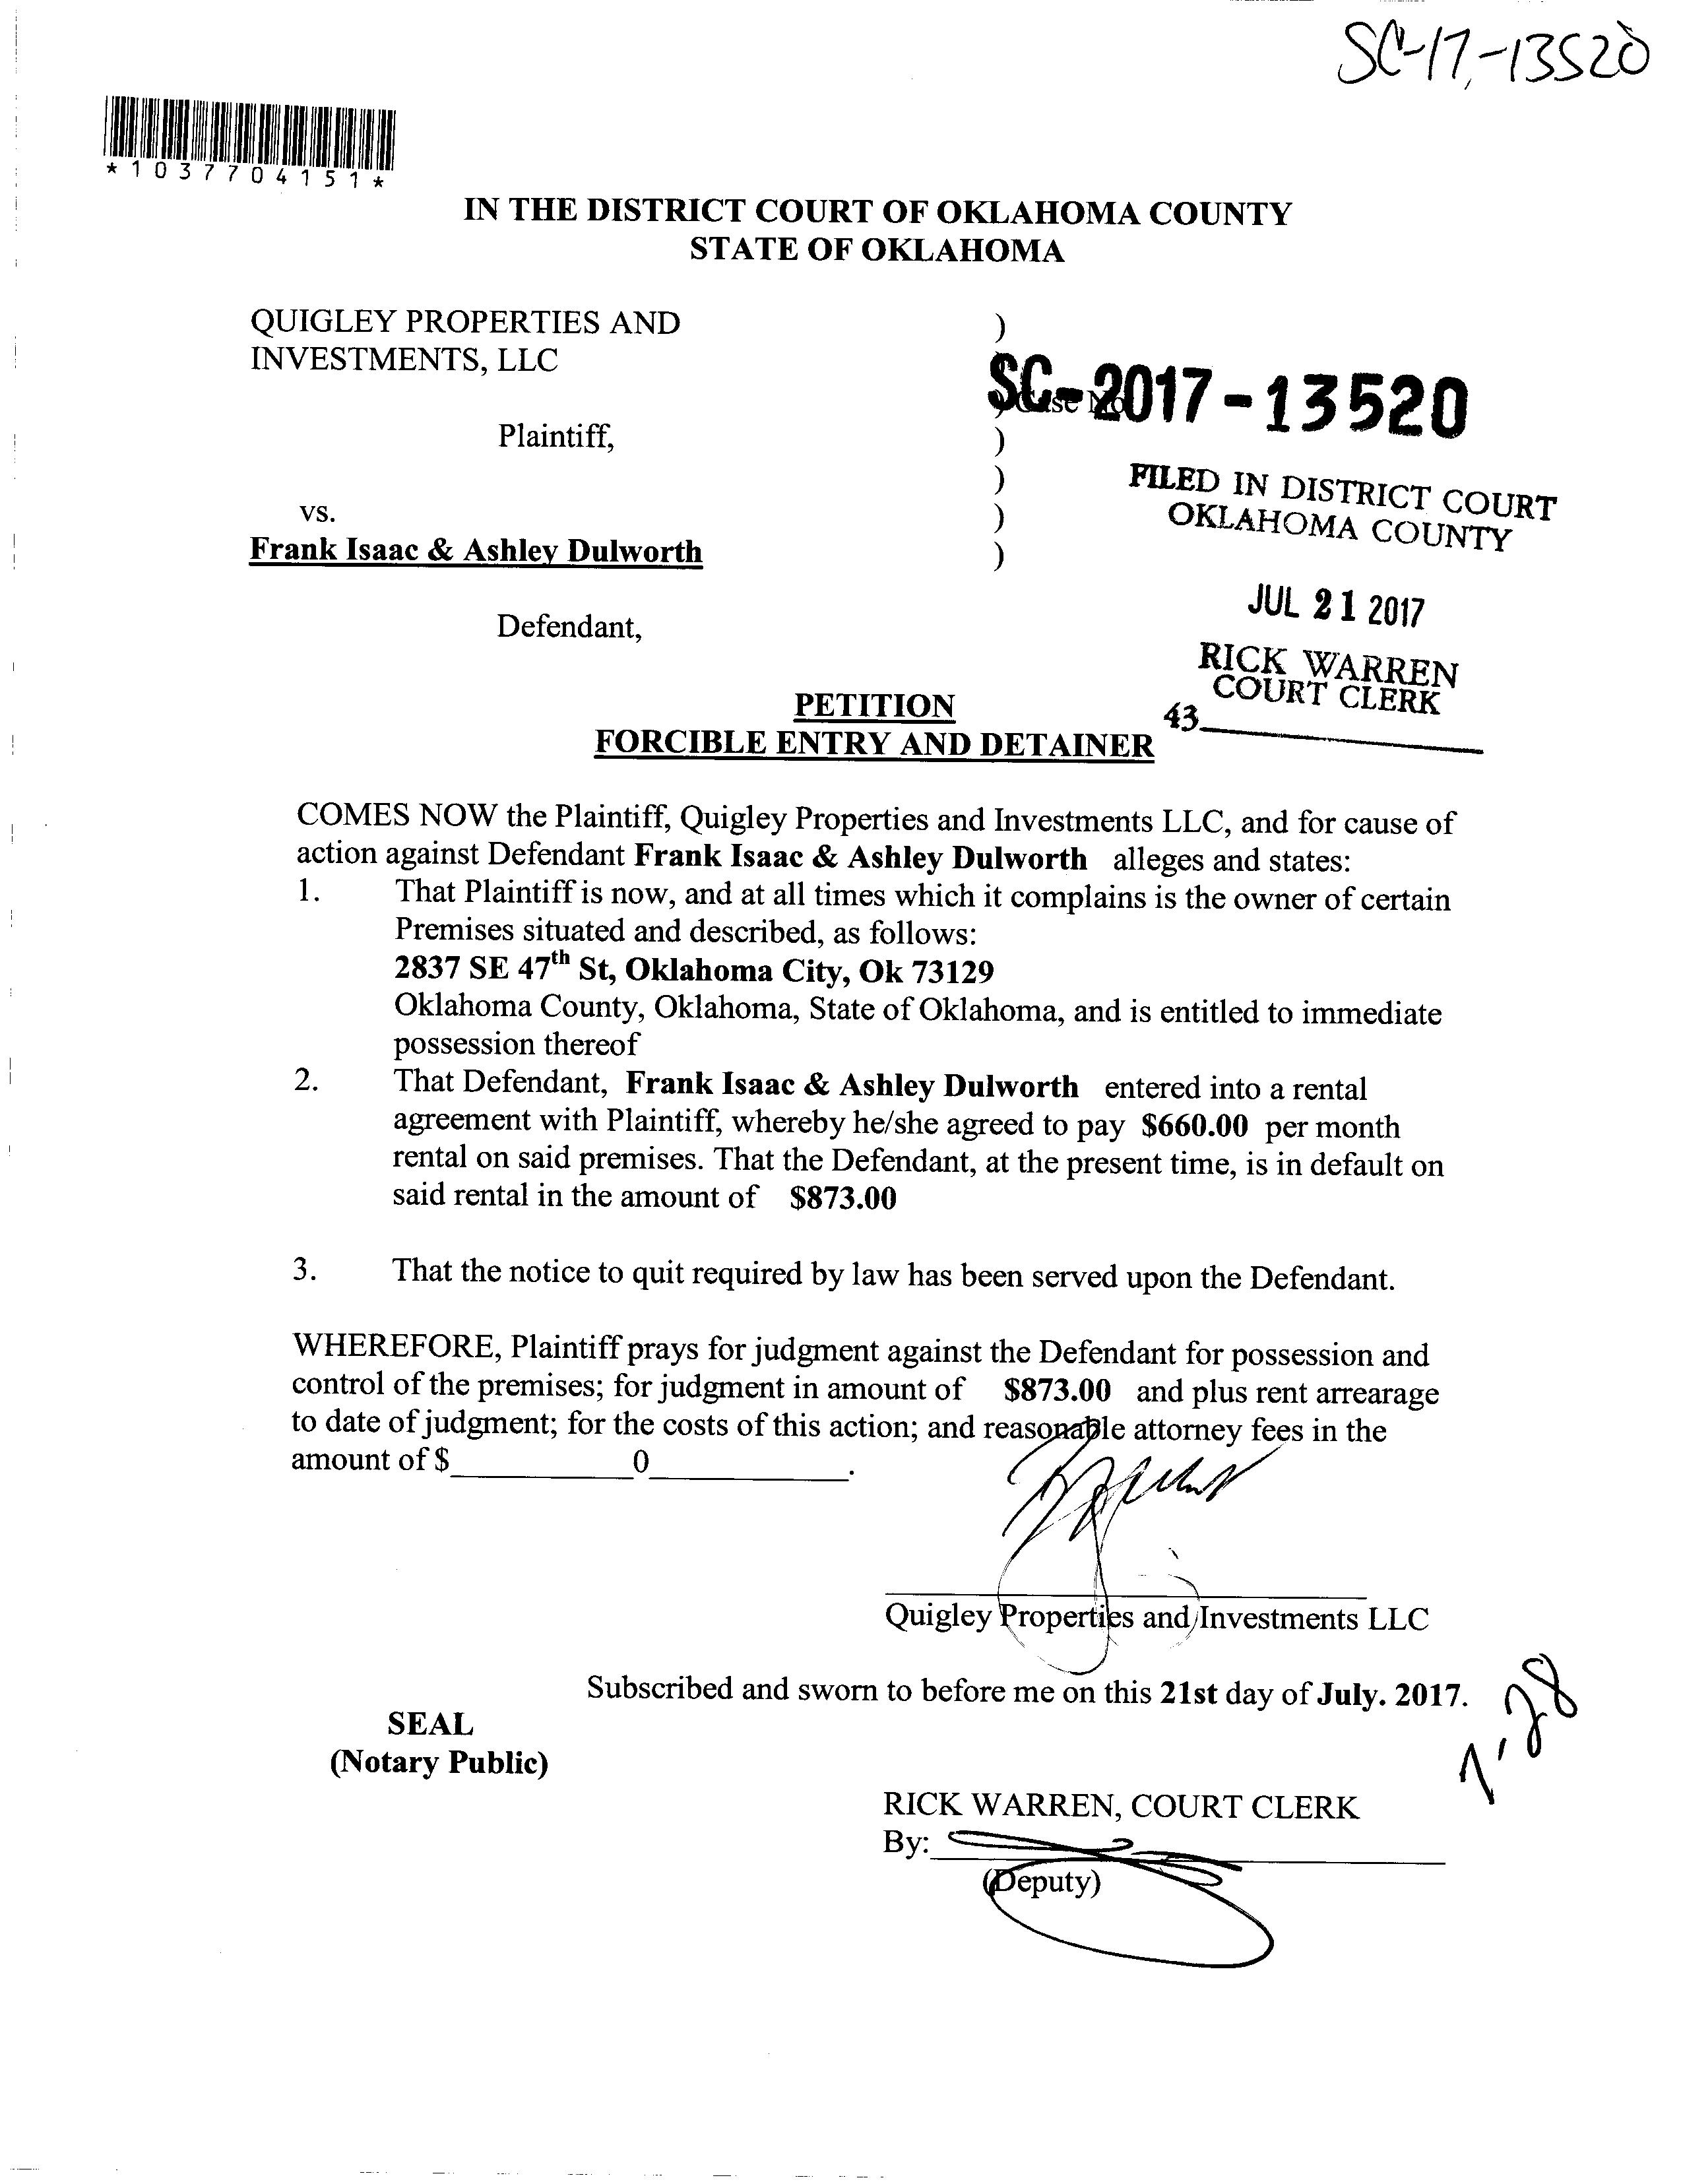 SC-17-13520
*1037704151*
IN THE DISTRICT COURT OF OKLAHOMA COUNTY
STATE OF OKLAHOMA
QUIGLEY PROPERTIES AND )
INVESTMENTS, LLC
) Case No
SC-2017-13520
Plaintiff, )
)
vs. )
Frank Isaac & Ashley Dulworth )
FILED IN DISTRICT COURT
OKLAHOMA COUNTY
JUL 21 2017
Defendant,
RICK WARREN
COURT CLERK
43
PETITION
FORCIBLE ENTRY AND DETAINER
COMES NOW the Plaintiff, Quigley Properties and Investments LLC, and for cause of
action against Defendant Frank Isaac & Ashley Dulworth alleges and states:
1. That Plaintiff is now, and at all times which it complains is the owner of certain
Premises situated and described, as follows:
2837 SE 47th St, Oklahoma City, Ok 73129
Oklahoma County, Oklahoma, State of Oklahoma, and is entitled to immediate
possession thereof
2. That Defendant, Frank Isaac & Ashley Dulworth entered into a rental
agreement with Plaintiff, whereby he/she agreed to pay $660.00 per month
rental on said premises. That the Defendant, at the present time, is in default on
said rental in the amount of $873.00
3. That the notice to quit required by law has been served upon the Defendant.
WHEREFORE, Plaintiff prays for judgment against the Defendant for possession and
control of the premises; for judgment in amount of $873.00 and plus rent arrearage
to date of judgment; for the costs of this action; and reasonable attorney fees in the
amount of $ 0 .
Quigley Properties and Investments LLC
Subscribed and sworn to before me on this 21st day of July. 2017.
SEAL
(Notary Public)
RICK WARREN, COURT CLERK
By:
(Deputy)